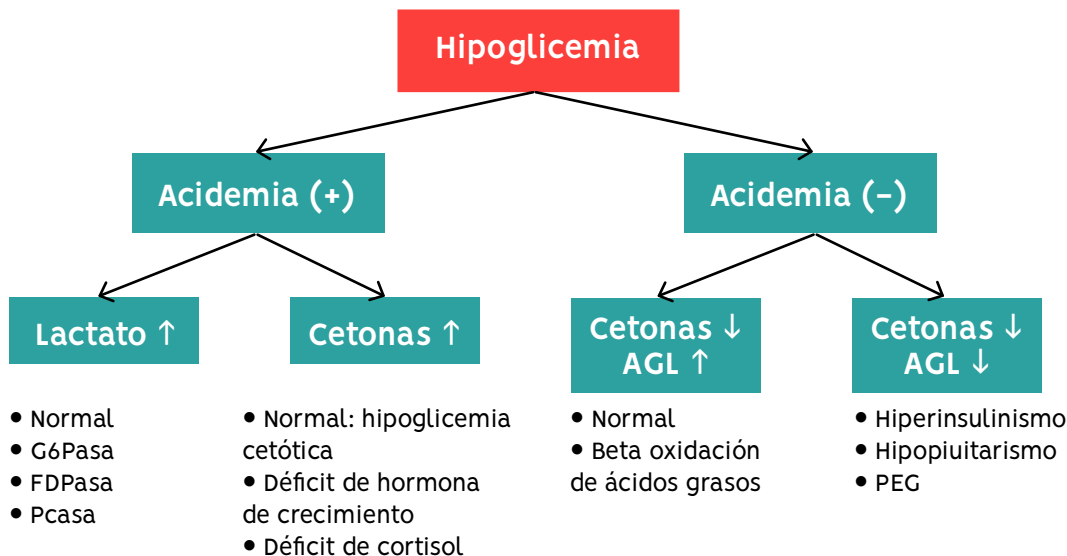 Hipoglicemia
Acidemia (+)
Acidemia (-)
Lactato ↑
Cetonas ↑
Cetonas ↓
AGL ↑
Cetonas ↓
AGL ↓
• Normal
• G6Pasa
• FDPasa
• Pcasa
• Normal: hipoglicemia
cetótica
• Déficit de hormona
de crecimiento
• Déficit de cortisol
• Normal
• Beta oxidación
de ácidos grasos
• Hiperinsulinismo
• Hipopiuitarismo
• PEG